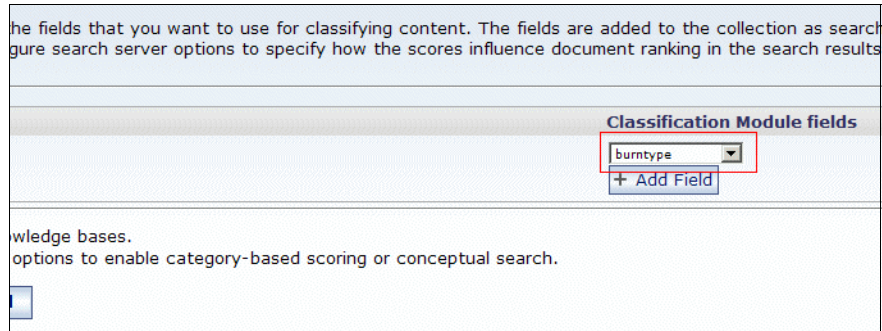 the fields that you want to use for classifying content. The fields are added to the collection as search
gure search server options to specify how the scores influence document ranking in the search results
Classification Module fields
burntype
+ Add Field
owledge bases.
options to enable category-based scoring or conceptual search.